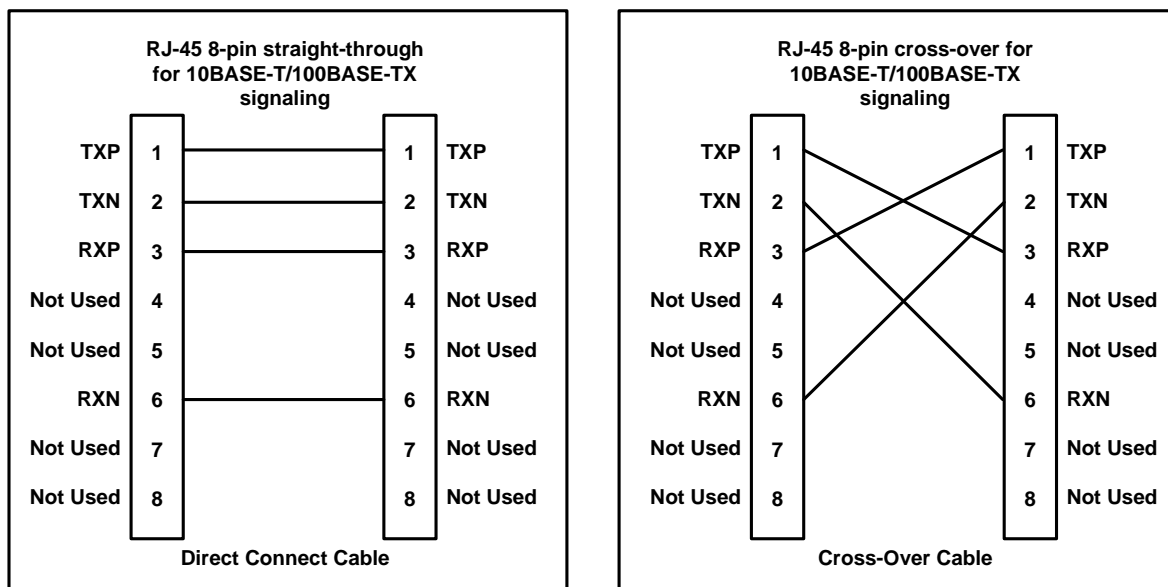 RJ-45 8-pin straight-through
for 10BASE-T/100BASE-TX
signaling
TXP 1 1 TXP
TXN 2 2 TXN
RXP 3 3 RXP
Not Used 4 4 Not Used
Not Used 5 5 Not Used
RXN 6 6 RXN
Not Used 7 7 Not Used
Not Used 8 8 Not Used
Direct Connect Cable
RJ-45 8-pin cross-over for
10BASE-T/100BASE-TX
signaling
TXP 1 1 TXP
TXN 2 2 TXN
RXP 3 3 RXP
Not Used 4 4 Not Used
Not Used 5 5 Not Used
RXN 6 6 RXN
Not Used 7 7 Not Used
Not Used 8 8 Not Used
Cross-Over Cable